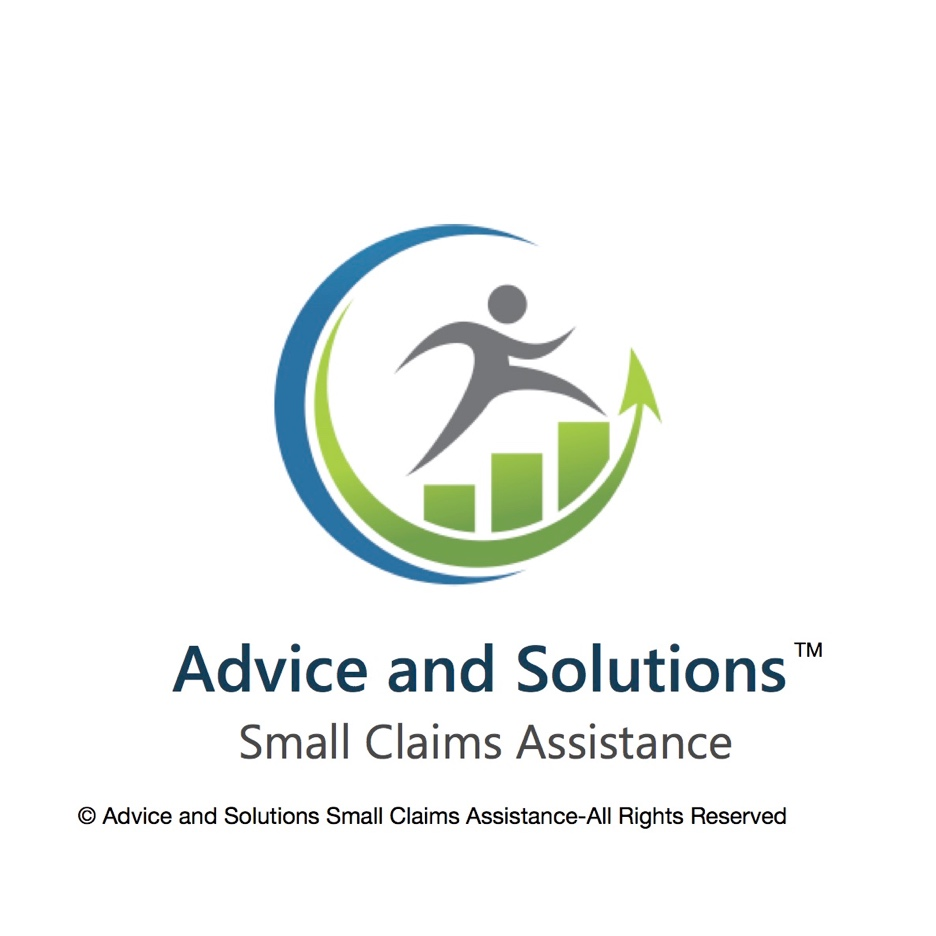 Advice and Solutions™
Small Claims Assistance
© Advice and Solutions Small Claims Assistance-All Rights Reserved